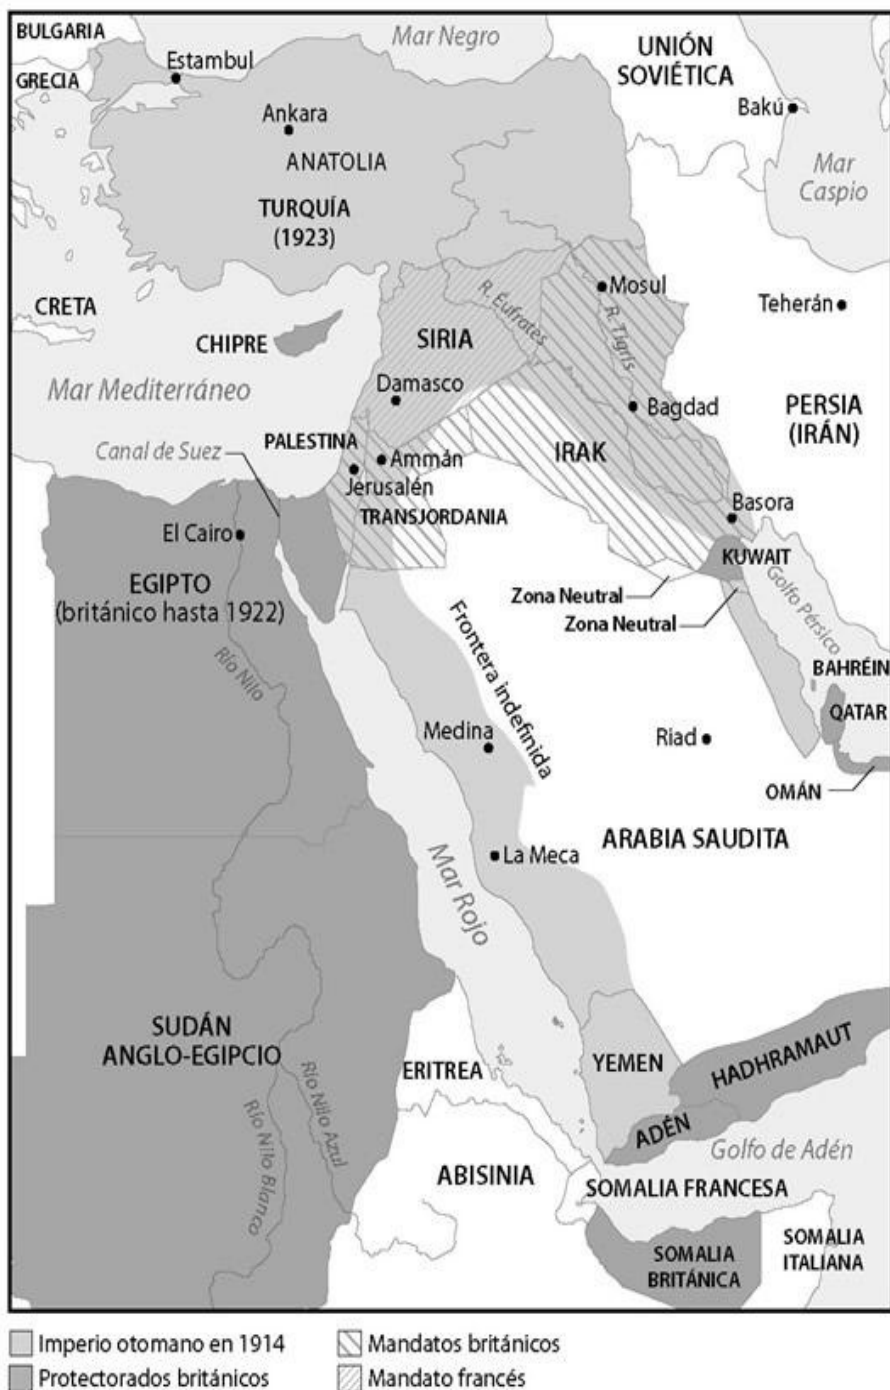 BULGARIA
Mar Negro
UNIÓN
SOVIÉTICA
Estambul
GRECIA
Bakú
Ankara
ANATOLIA
Mar
Caspio
TURQUÍA
(1923)
Mosul
CRETA
R. Éufrates
R. Tigris
Teherán
CHIPRE
SIRIA
Mar Mediterráneo
Damasco
Bagdad
PERSIA
(IRÁN)
Canal de Suez
PALESTINA
Ammán
IRAK
Jerusalén
Basora
TRANSJORDANIA
El Cairo
KUWAIT
EGIPTO
(británico hasta 1922)
Zona Neutral
Zona Neutral
Golfo Pérsico
Río Nilo
Frontera indefinida
BAHRÉIN
QATAR
Medina
Riad
OMÁN
ARABIA SAUDITA
La Meca
Mar Rojo
SUDÁN
ANGLO-EGIPCIO
ERITREA
YEMEN
HADHRAMAUT
Río Nilo Azul
Río Nilo Blanco
ADÉN
Golfo de Adén
ABISINIA
SOMALIA FRANCESA
SOMALIA
BRITÁNICA
SOMALIA
ITALIANA
Imperio otomano en 1914
Mandatos británicos
Protectorados británicos
Mandato francés